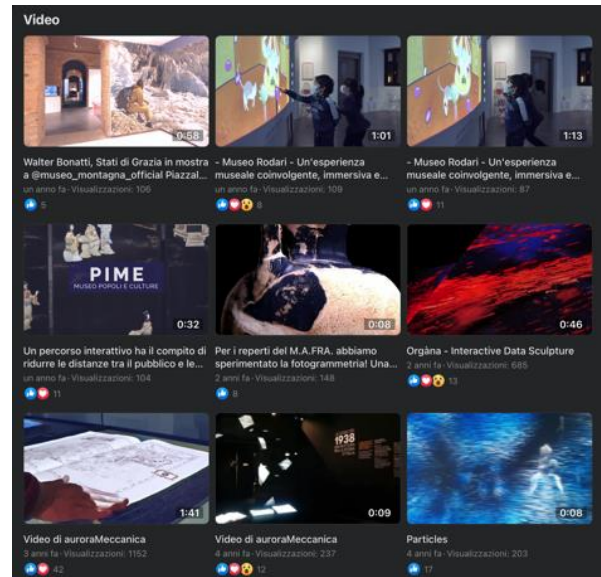 Video
0:58
1:01
1:13
Walter Bonatti, Stati di Grazia in mostra
a @museo_montagna_official Piazzal...
un anno fa · Visualizzazioni: 106
5
- Museo Rodari - Un'esperienza
museale coinvolgente, immersiva e...
un anno fa · Visualizzazioni: 109
8
- Museo Rodari - Un'esperienza
museale coinvolgente, immersiva e...
un anno fa · Visualizzazioni: 87
11
PIME
MUSEO POPOLI E CULTURE
0:32
0:08
0:46
Un percorso interattivo ha il compito di
ridurre le distanze tra il pubblico e le...
un anno fa · Visualizzazioni: 104
11
Per i reperti del M.A.FRA. abbiamo
sperimentato la fotogrammetria! Una...
2 anni fa · Visualizzazioni: 148
8
Orgàna - Interactive Data Sculpture
2 anni fa · Visualizzazioni: 685
13
1:41
1938
0:09
0:08
Video di auroraMeccanica
3 anni fa · Visualizzazioni: 1152
42
Video di auroraMeccanica
4 anni fa · Visualizzazioni: 237
12
Particles
4 anni fa · Visualizzazioni: 203
17